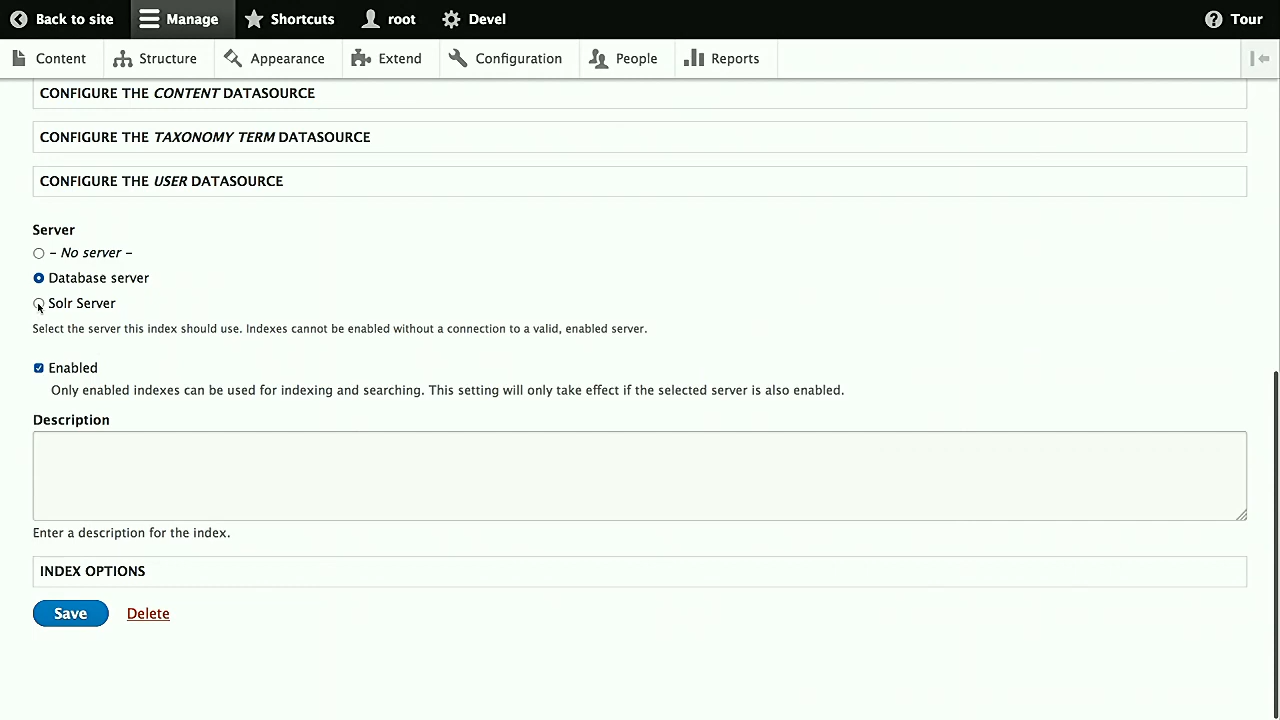 Back to site Manage Shortcuts root Devel Tour
Content Structure Appearance Extend Configuration People Reports
CONFIGURE THE CONTENT DATASOURCE
CONFIGURE THE TAXONOMY TERM DATASOURCE
CONFIGURE THE USER DATASOURCE
Server
- No server -
Database server
Solr Server
Select the server this index should use. Indexes cannot be enabled without a connection to a valid, enabled server.
Enabled
Only enabled indexes can be used for indexing and searching. This setting will only take effect if the selected server is also enabled.
Description
Enter a description for the index.
INDEX OPTIONS
Save Delete